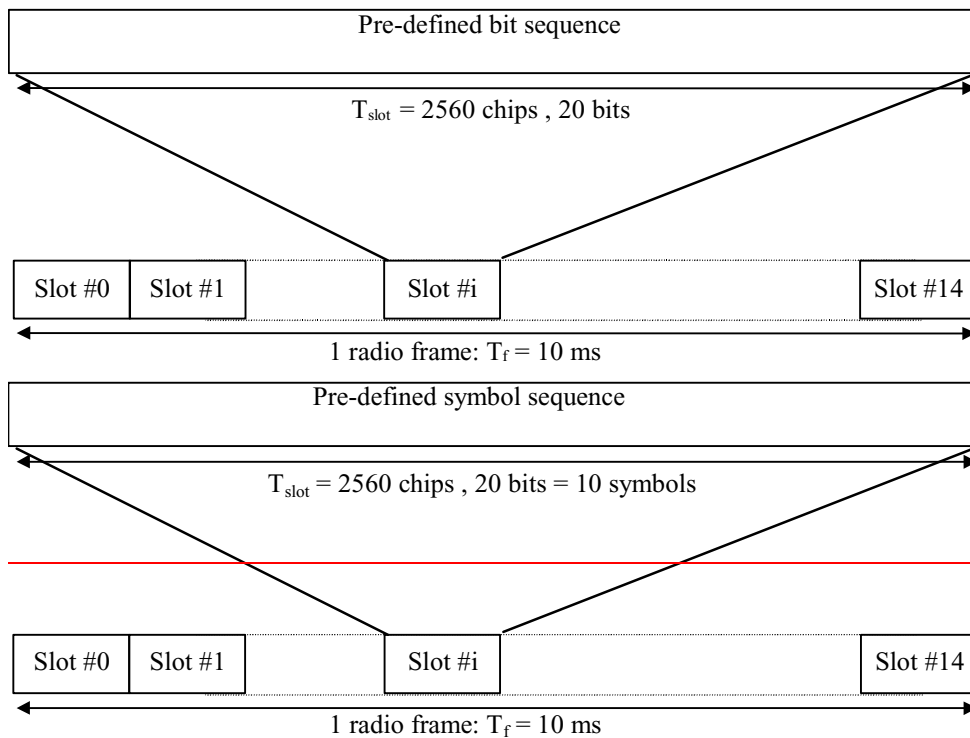 Pre-defined bit sequence
Tslot = 2560 chips , 20 bits
Slot #0 Slot #1 Slot #i Slot #14
1 radio frame: Tf = 10 ms
Pre-defined symbol sequence
Tslot = 2560 chips , 20 bits = 10 symbols
Slot #0 Slot #1 Slot #i Slot #14
1 radio frame: Tf = 10 ms